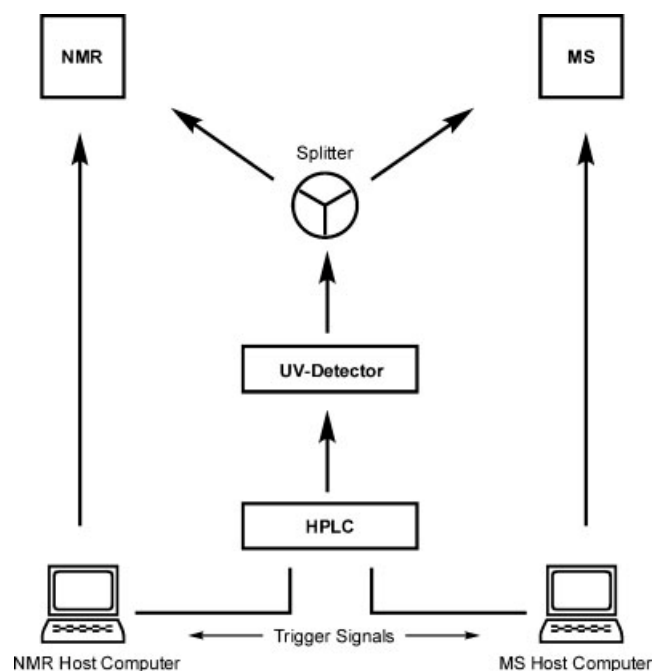 NMR
MS
Splitter
UV-Detector
HPLC
Trigger Signals
NMR Host Computer
MS Host Computer